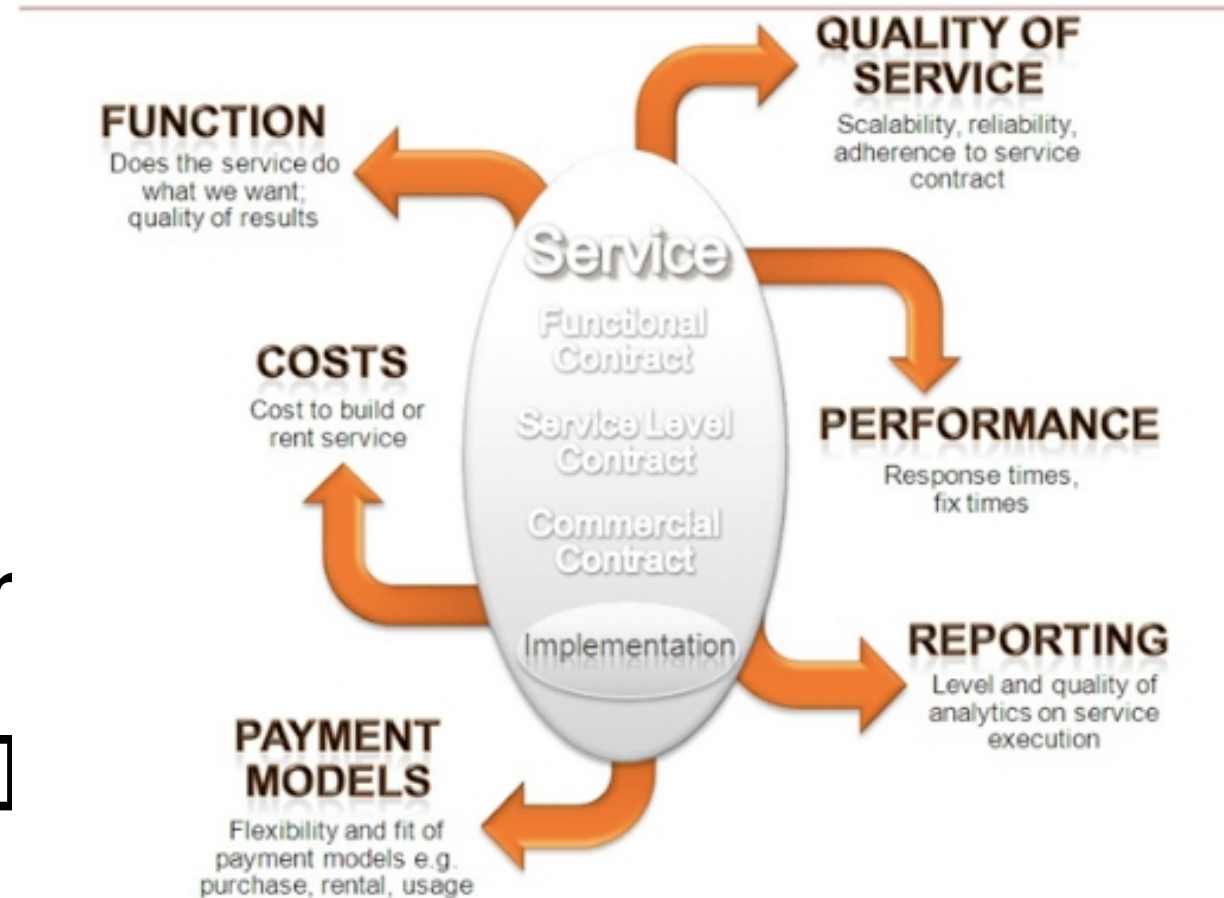 QUALITY OF
SERVICE
Scalability, reliability,
adherence to service
contract
FUNCTION
Does the service do
what we want;
quality of results
Service
Functional
Contract
Service Level
Contract
Commercial
Contract
Implementation
COSTS
Cost to build or
rent service
PERFORMANCE
Response times,
fix times
REPORTING
Level and quality of
analytics on service
execution
PAYMENT
MODELS
Flexibility and fit of
payment models e.g.
purchase, rental, usage